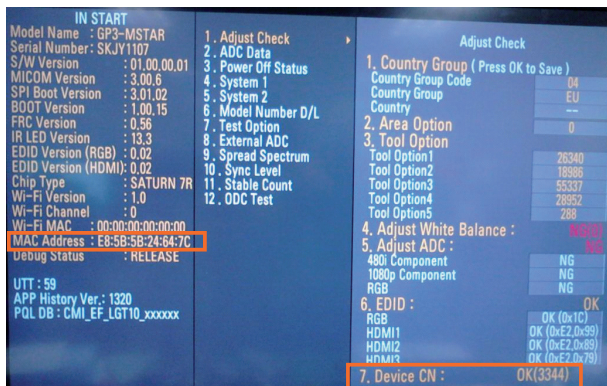 IN START
Model Name : GP3-MSTAR
Serial Number : SKJY1107
S/W Version : 01.00.00.01
MICOM Version : 3.00.6
SPI Boot Version : 3.01.02
BOOT Version : 1.00.15
FRC Version : 0.56
IR LED Version : 13.3
EDID Version (RGB) : 0.02
EDID Version (HDMI) : 0.02
Chip Type : SATURN 7R
Wi-Fi Version : 1.0
Wi-Fi Channel : 0
Wi-Fi MAC : 00:00:00:00:00:00
MAC Address : E8:5B:5B:24:64:7C
Debug Status : RELEASE
UTT : 59
APP History Ver. : 1320
PQL DB : CMI_EF_LGT10_xxxxxx
1. Adjust Check
2. ADC Data
3. Power Off Status
4. System 1
5. System 2
6. Model Number D/L
7. Test Option
8. External ADC
9. Spread Spectrum
10. Sync Level
11. Stable Count
12. ODC Test
Adjust Check
1. Country Group ( Press OK to Save )
Country Group Code 04
Country Group EU
Country --
2. Area Option 0
3. Tool Option
Tool Option1 26340
Tool Option2 18986
Tool Option3 55337
Tool Option4 28952
Tool Option5 288
4. Adjust White Balance :
5. Adjust ADC : NG
480i Component NG
1080p Component NG
RGB NG
6. EDID : OK
RGB OK (0x1C)
HDMI1 OK (0xE2,0x99)
HDMI2 OK (0xE2,0x89)
HDMI3 OK (0xE2,0x79)
7. Device CN : OK(3344)